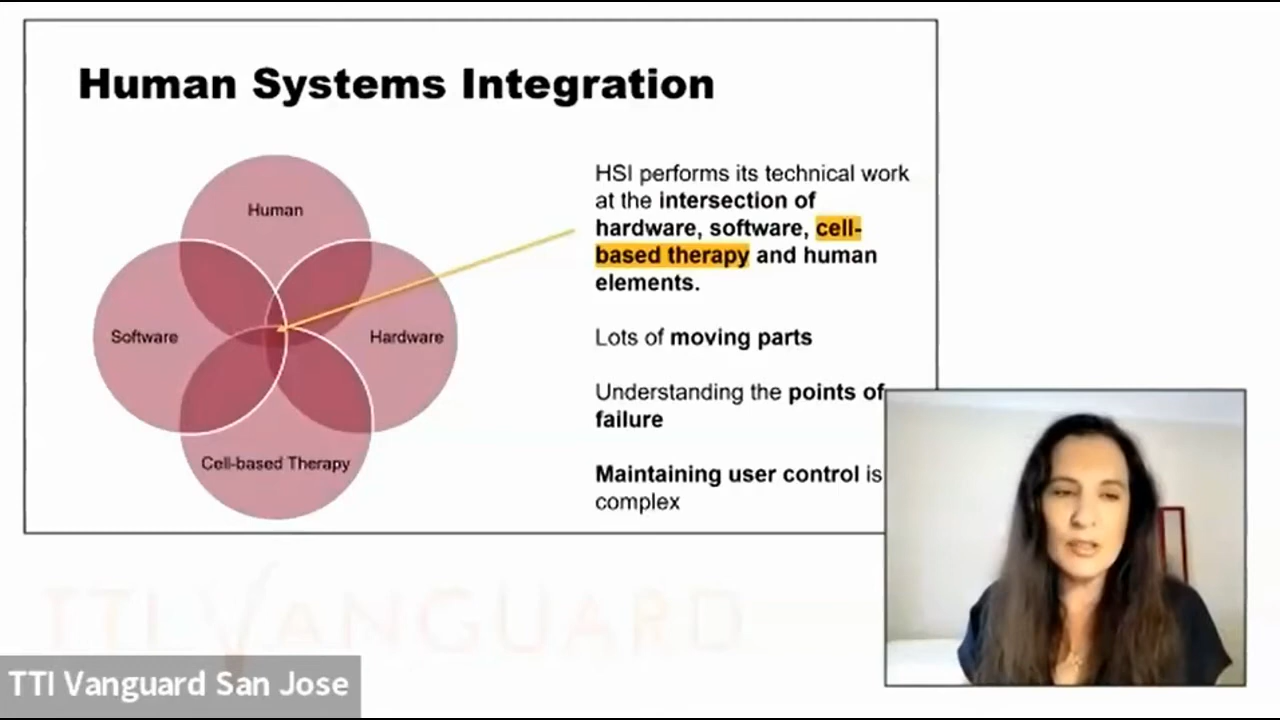 Human Systems Integration
Human
Software
Hardware
Cell-based Therapy
HSI performs its technical work
at the intersection of
hardware, software, cell-
based therapy and human
elements.
Lots of moving parts
Understanding the points of
failure
Maintaining user control is
complex
TTI VANGUARD
TTI Vanguard San Jose